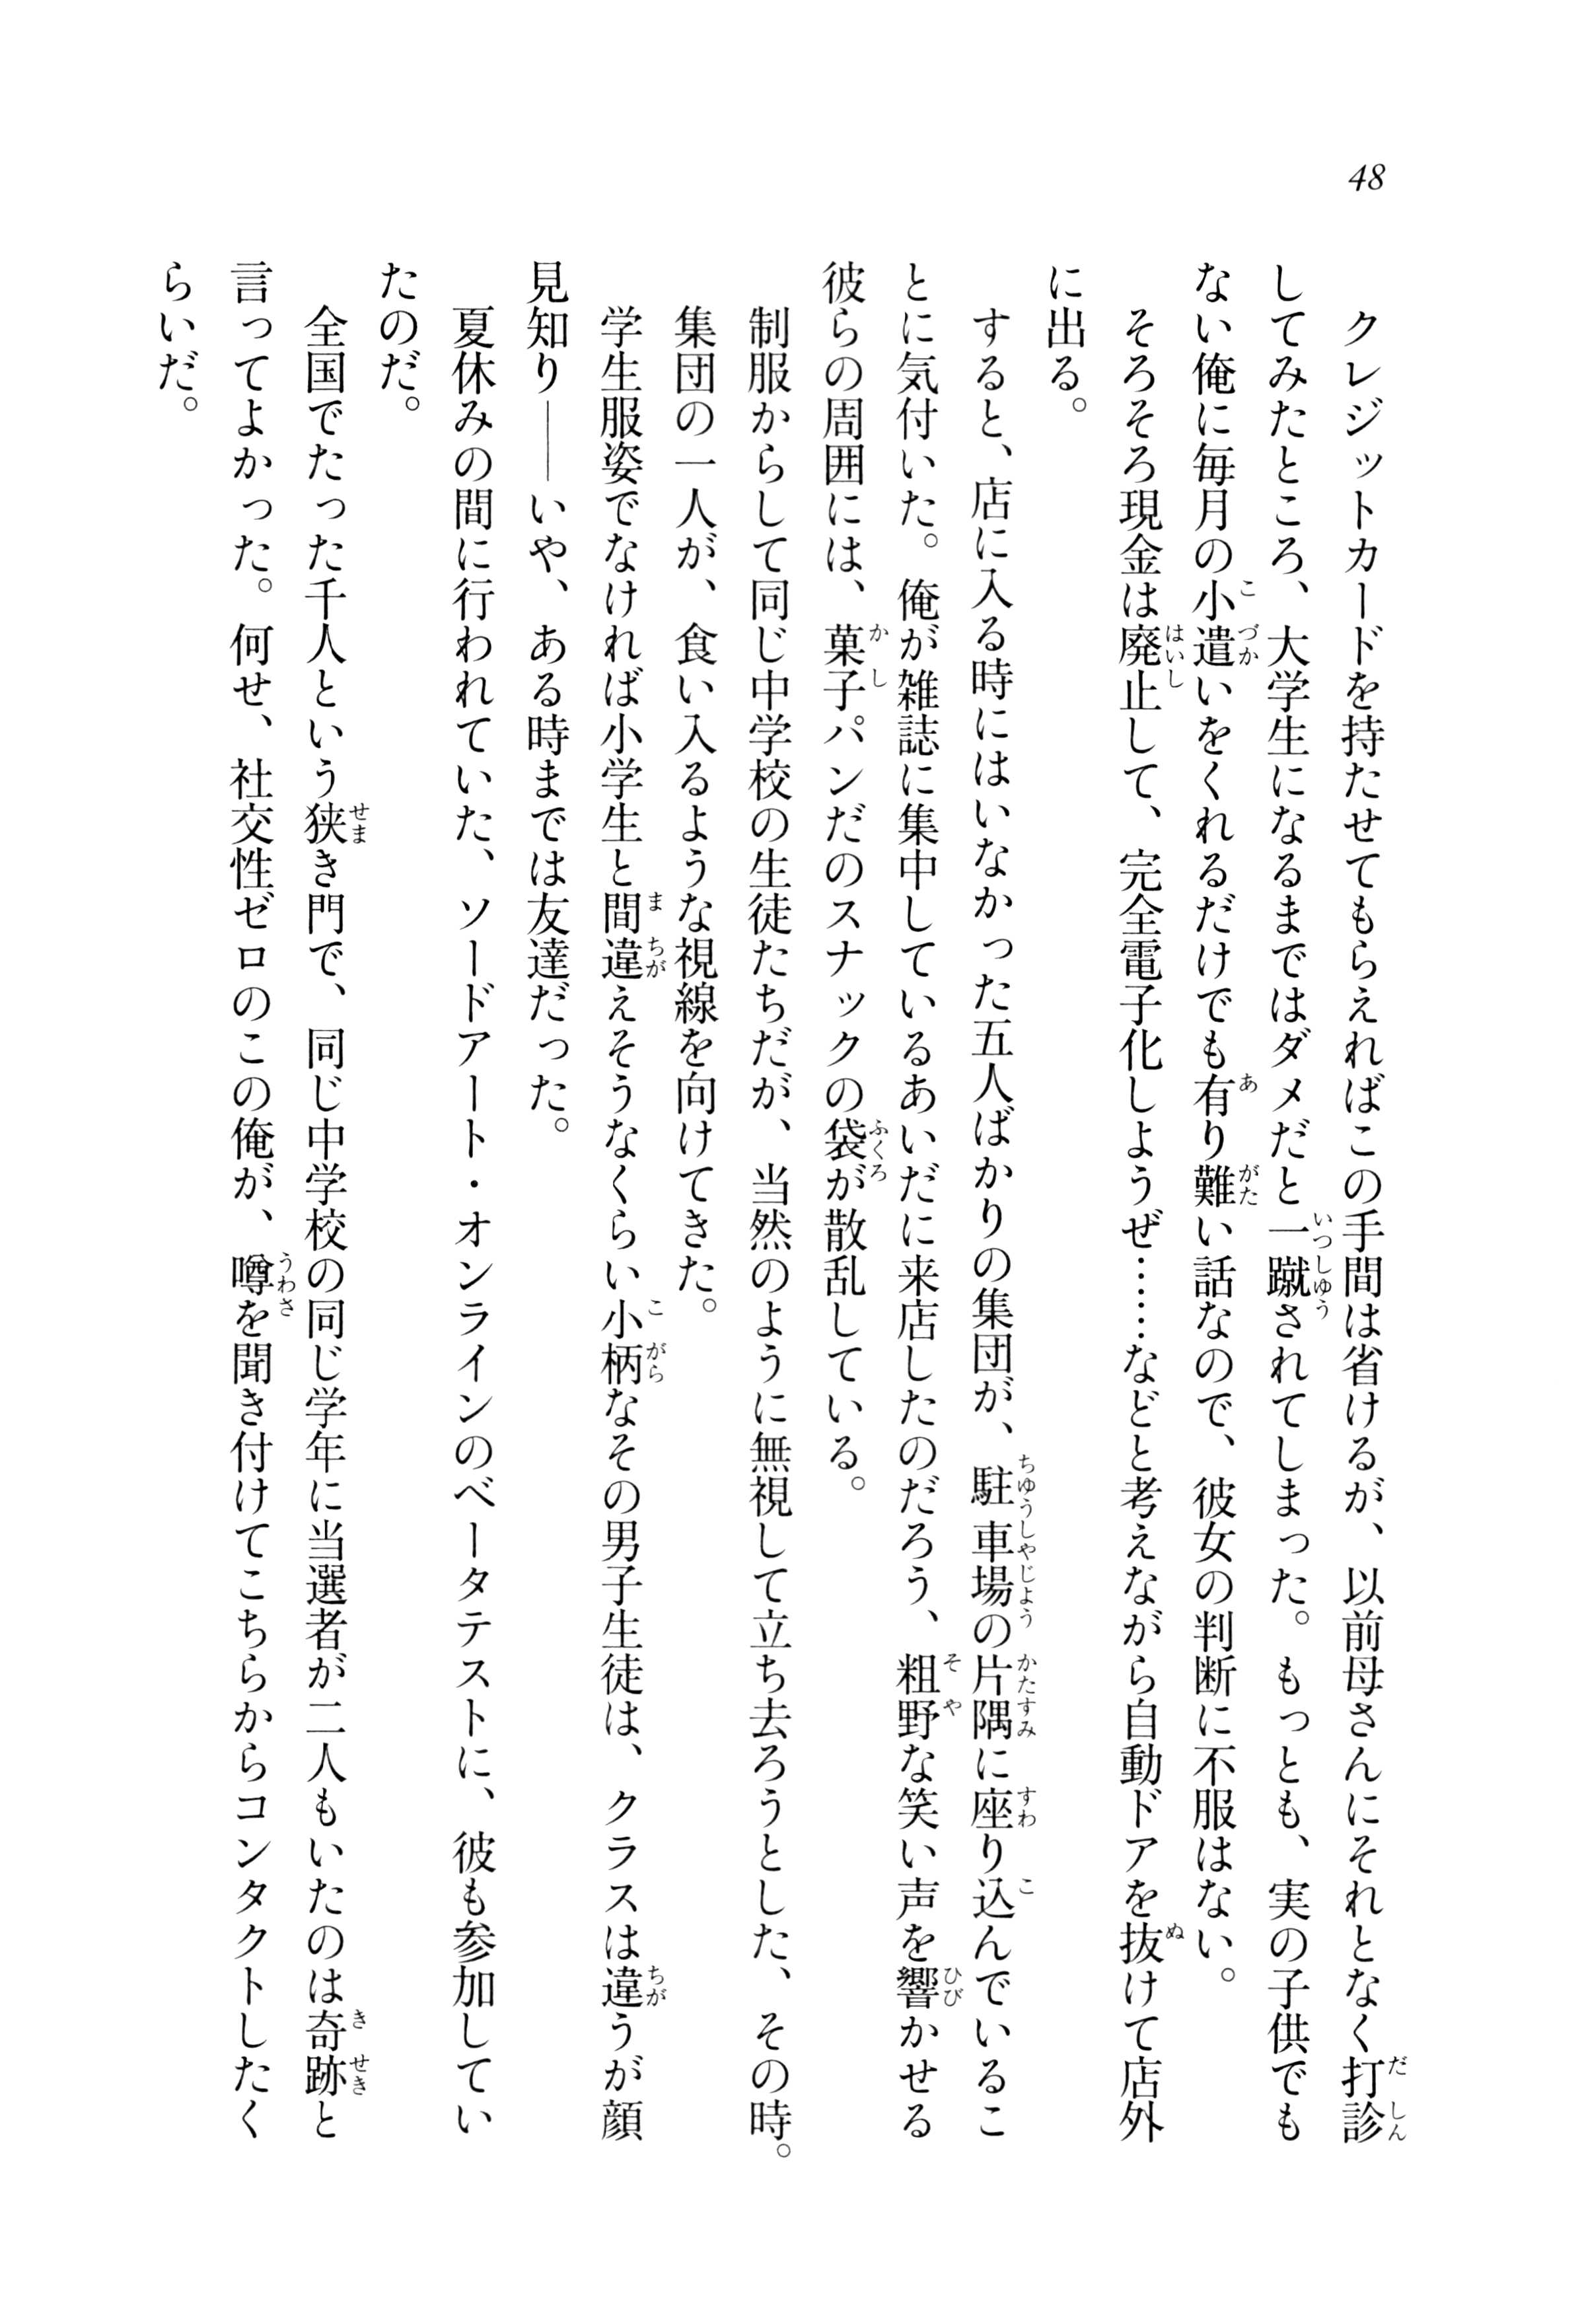 48
クレジットカードを持たせてもらえればこの手間は省けるが、以前母さんにそれとなく打診
してみたところ、大学生になるまではダメだと一蹴されてしまった。もっとも、実の子供でも
ない俺に毎月の小遣いをくれるだけでも有り難い話なので、彼女の判断に不服はない。
そろそろ現金は廃止して、完全電子化しようぜ……などと考えながら自動ドアを抜けて店外
に出る。
すると、店に入る時にはいなかった五人ばかりの集団が、駐車場の片隅に座り込んでいるこ
とに気付いた。俺が雑誌に集中しているあいだに来店したのだろう、粗野な笑い声を響かせる
彼らの周囲には、菓子パンだのスナックの袋が散乱している。
制服からして同じ中学校の生徒たちだが、当然のように無視して立ち去ろうとした、その時。
集団の一人が、食い入るような視線を向けてきた。
学生服姿でなければ小学生と間違えそうなくらい小柄なその男子生徒は、クラスは違うが顔
見知り――いや、ある時までは友達だった。
夏休みの間に行われていた、ソードアート・オンラインのベータテストに、彼も参加してい
たのだ。
全国でたった千人という狭き門で、同じ中学校の同じ学年に当選者が二人もいたのは奇跡と
言ってよかった。何せ、社交性ゼロのこの俺が、噂を聞き付けてこちらからコンタクトしたく
らいだ。